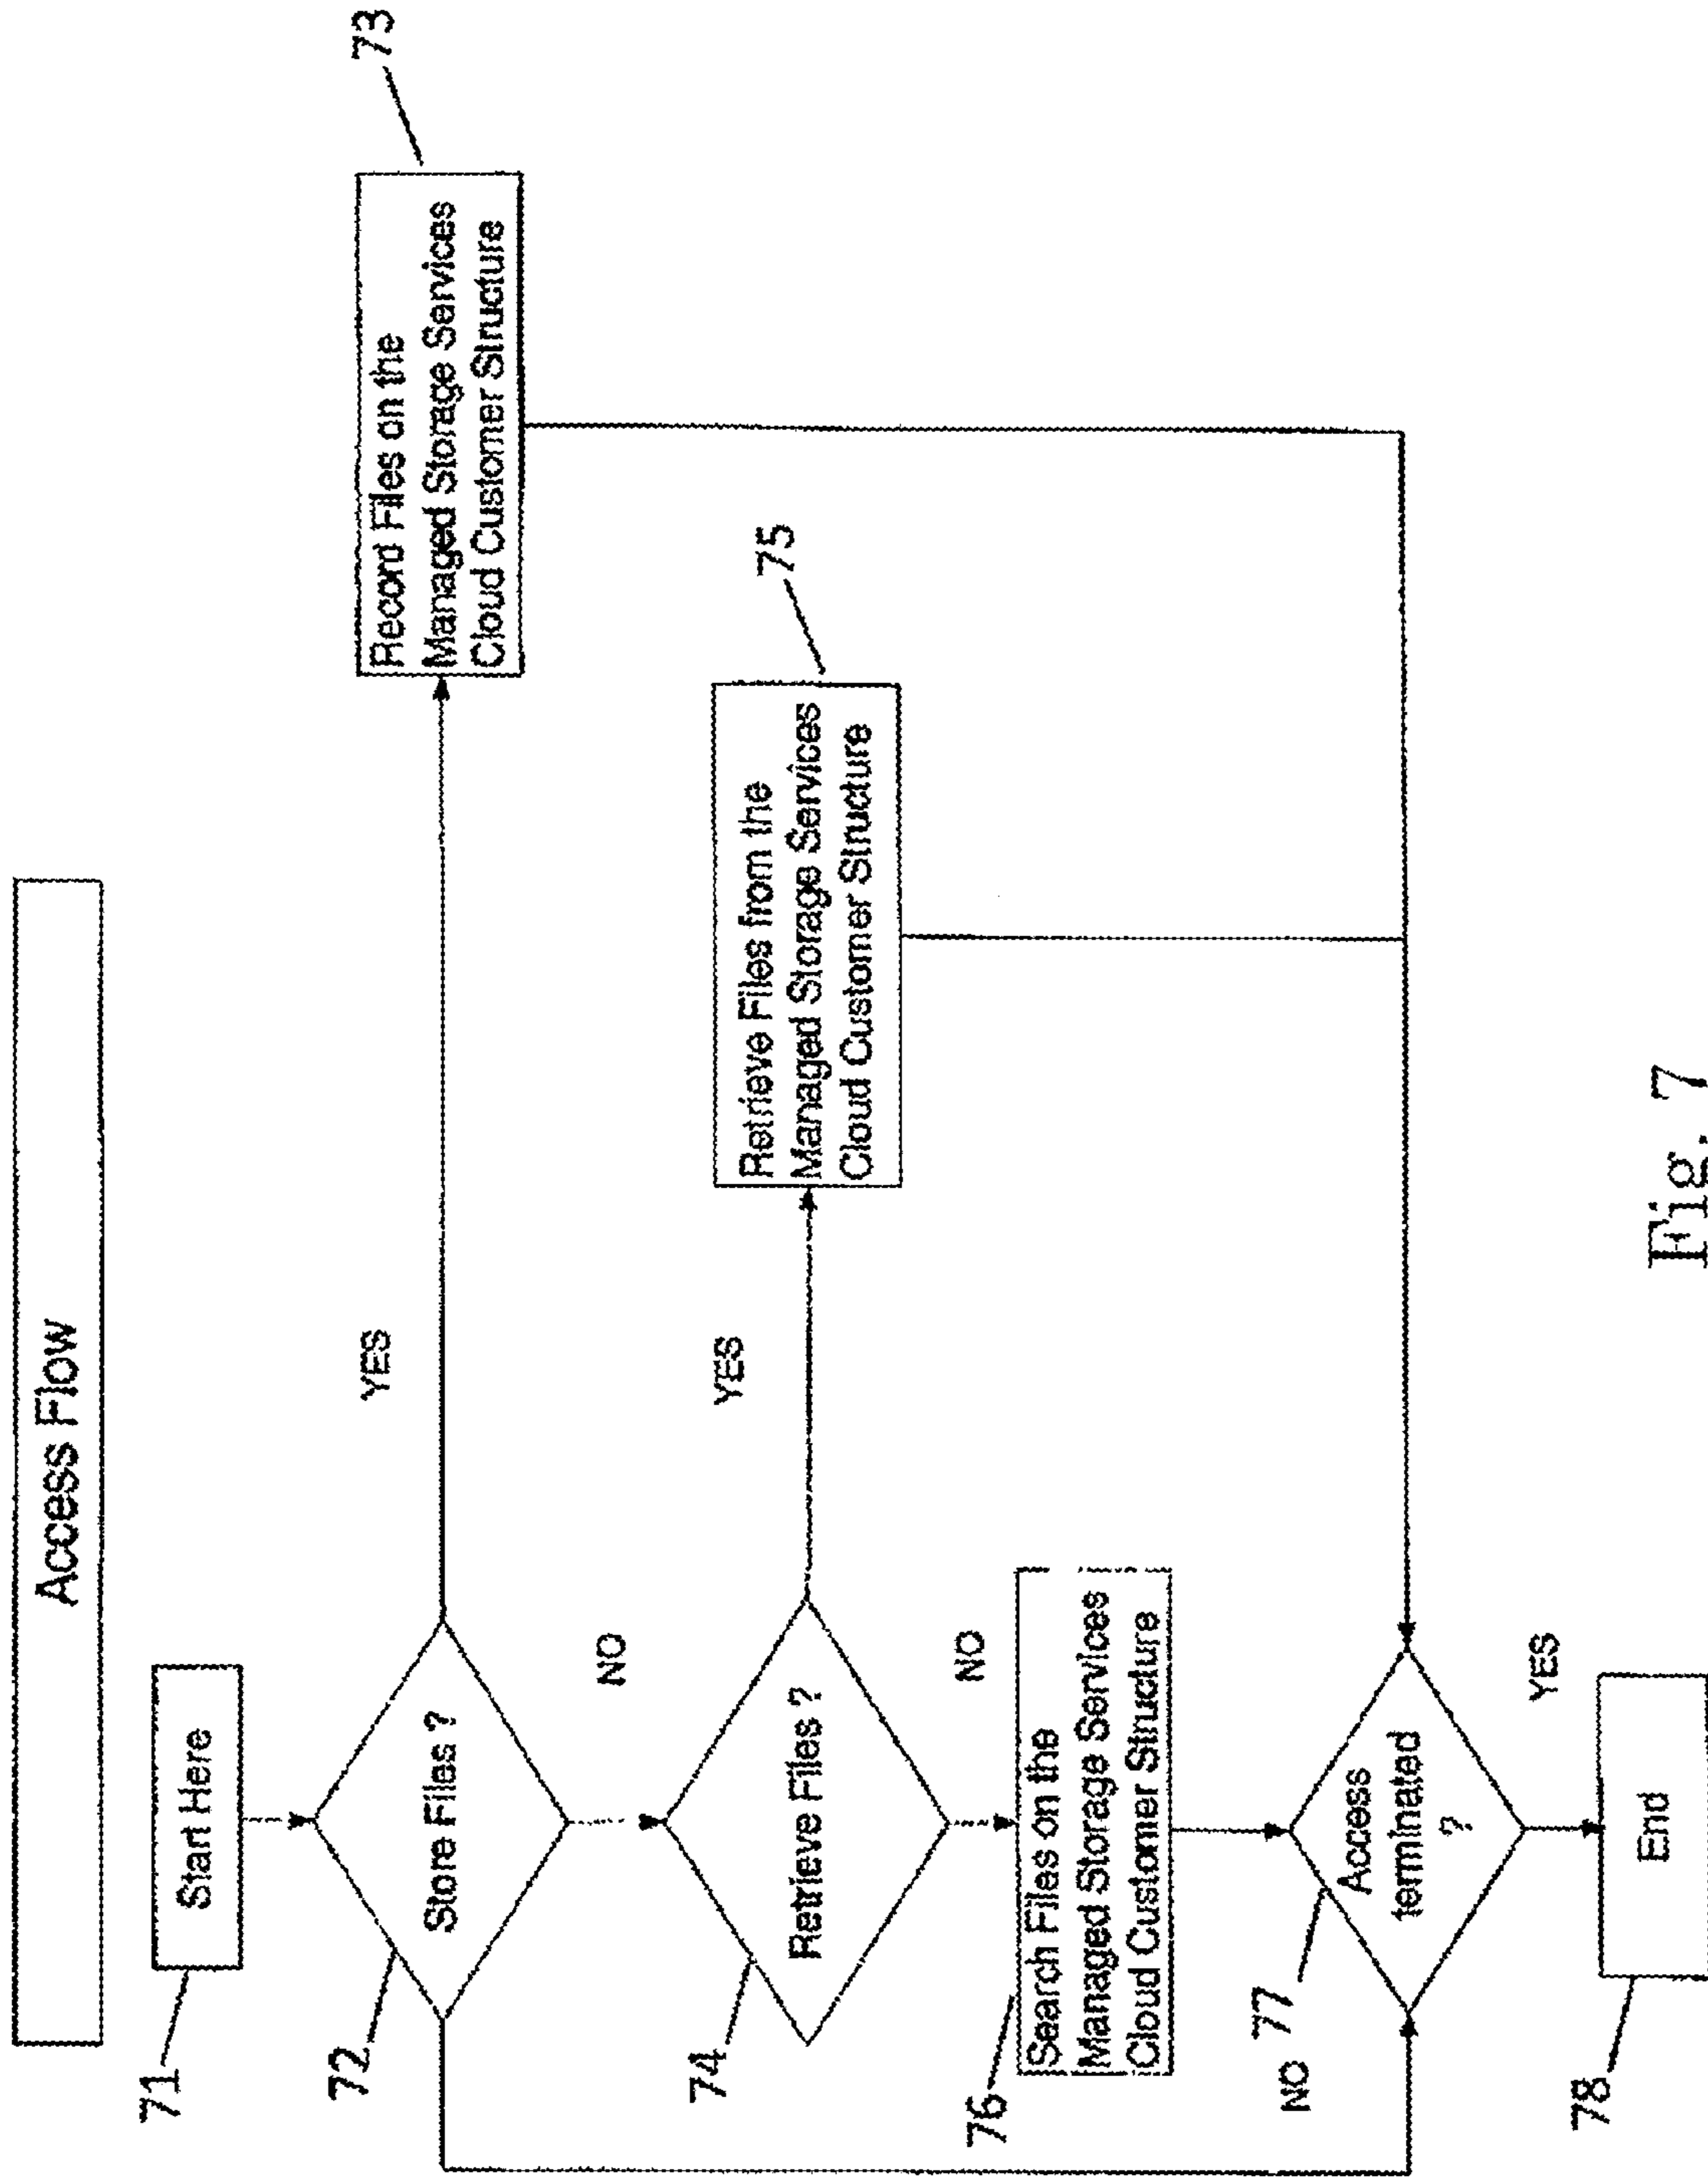 Access Flow
71
Start Here
72
Store Files ?
YES
73
Record Files on the
Managed Storage Services
Cloud Customer Structure
NO
74
Retrieve Files ?
YES
75
Retrieve Files from the
Managed Storage Services
Cloud Customer Structure
NO
76
Search Files on the
Managed Storage Services
Cloud Customer Structure
NO
77
Access
terminated
?
YES
78
End
Fig. 7